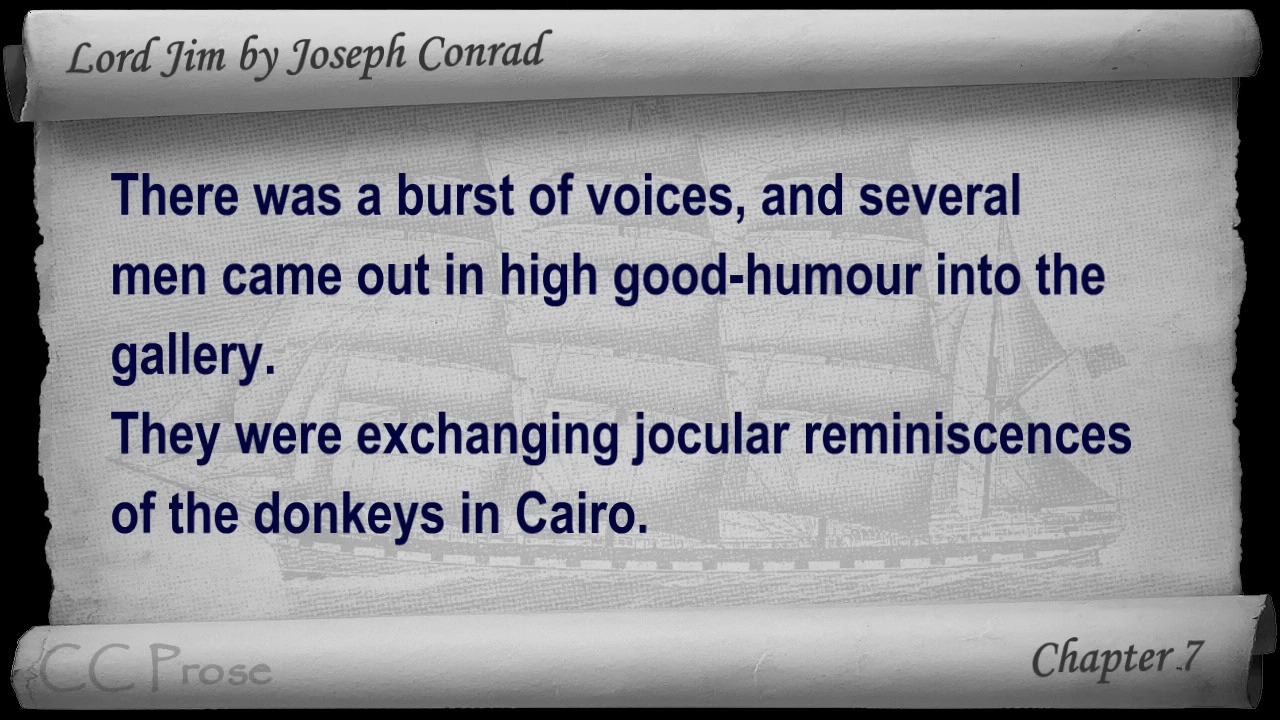 Lord Jim by Joseph Conrad
There was a burst of voices, and several
men came out in high good-humour into the
gallery.
They were exchanging jocular reminiscences
of the donkeys in Cairo.
CC Prose
Chapter 7